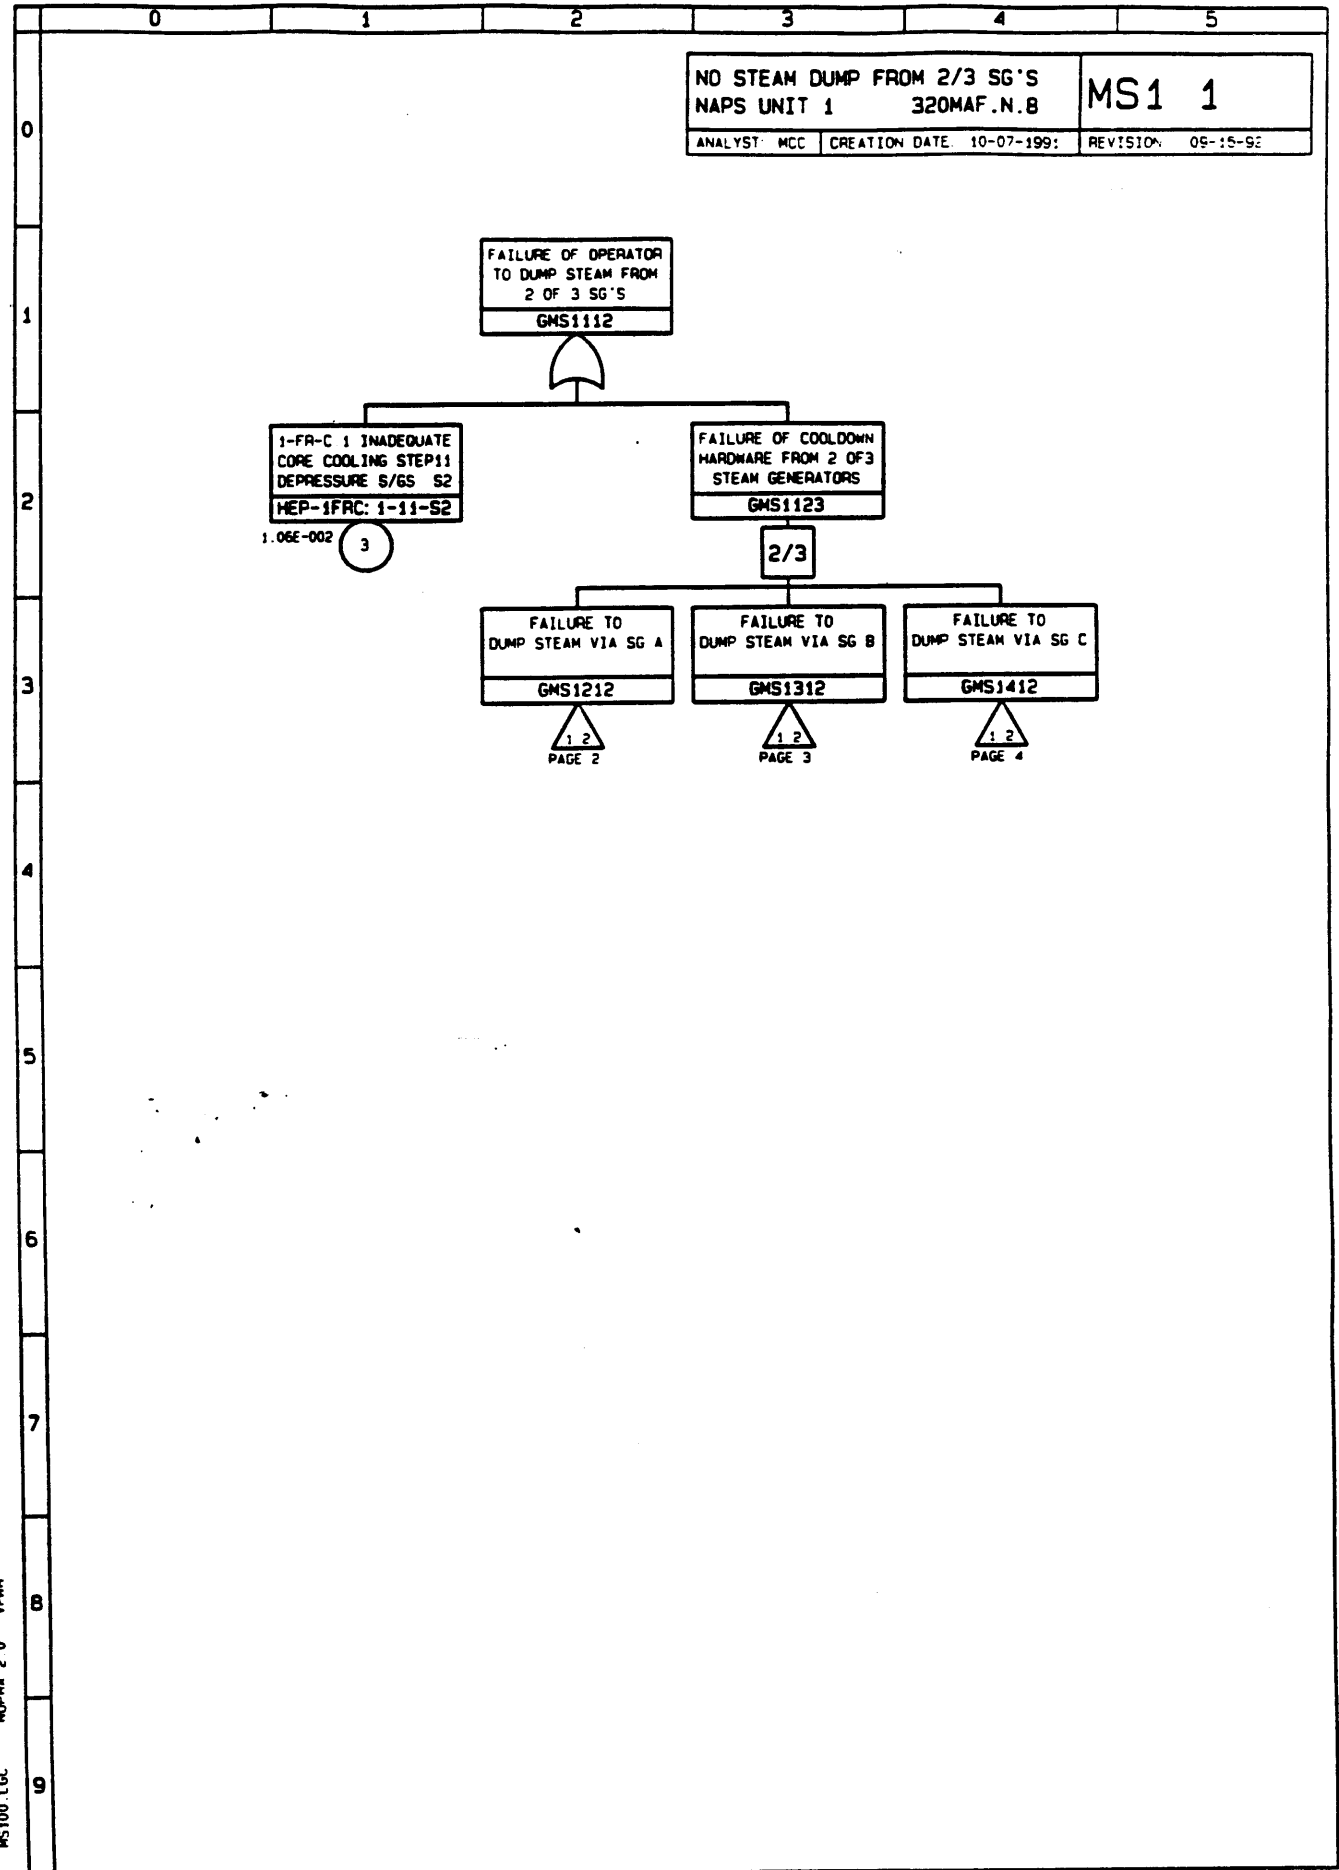 0 1 2 3 4 5
NO STEAM DUMP FROM 2/3 SG'S
NAPS UNIT 1 320MAF.N.8
MS1 1
ANALYST: MCC CREATION DATE: 10-07-1991 REVISION:
0
1
2
3
4
5
6
7
8
9
FAILURE OF OPERATOR
TO DUMP STEAM FROM
2 OF 3 SG'S
GMS1112
1-FR-C 1 INADEQUATE
CORE COOLING STEP11
DEPRESSURE S/GS S2
HEP-1FRC: 1-11-S2
1.06E-002
3
FAILURE OF COOLDOWN
HARDWARE FROM 2 OF3
STEAM GENERATORS
GMS1123
2/3
FAILURE TO
DUMP STEAM VIA SG A
GMS1212
1 2
PAGE 2
FAILURE TO
DUMP STEAM VIA SG B
GMS1312
1 2
PAGE 3
FAILURE TO
DUMP STEAM VIA SG C
GMS1412
1 2
PAGE 4